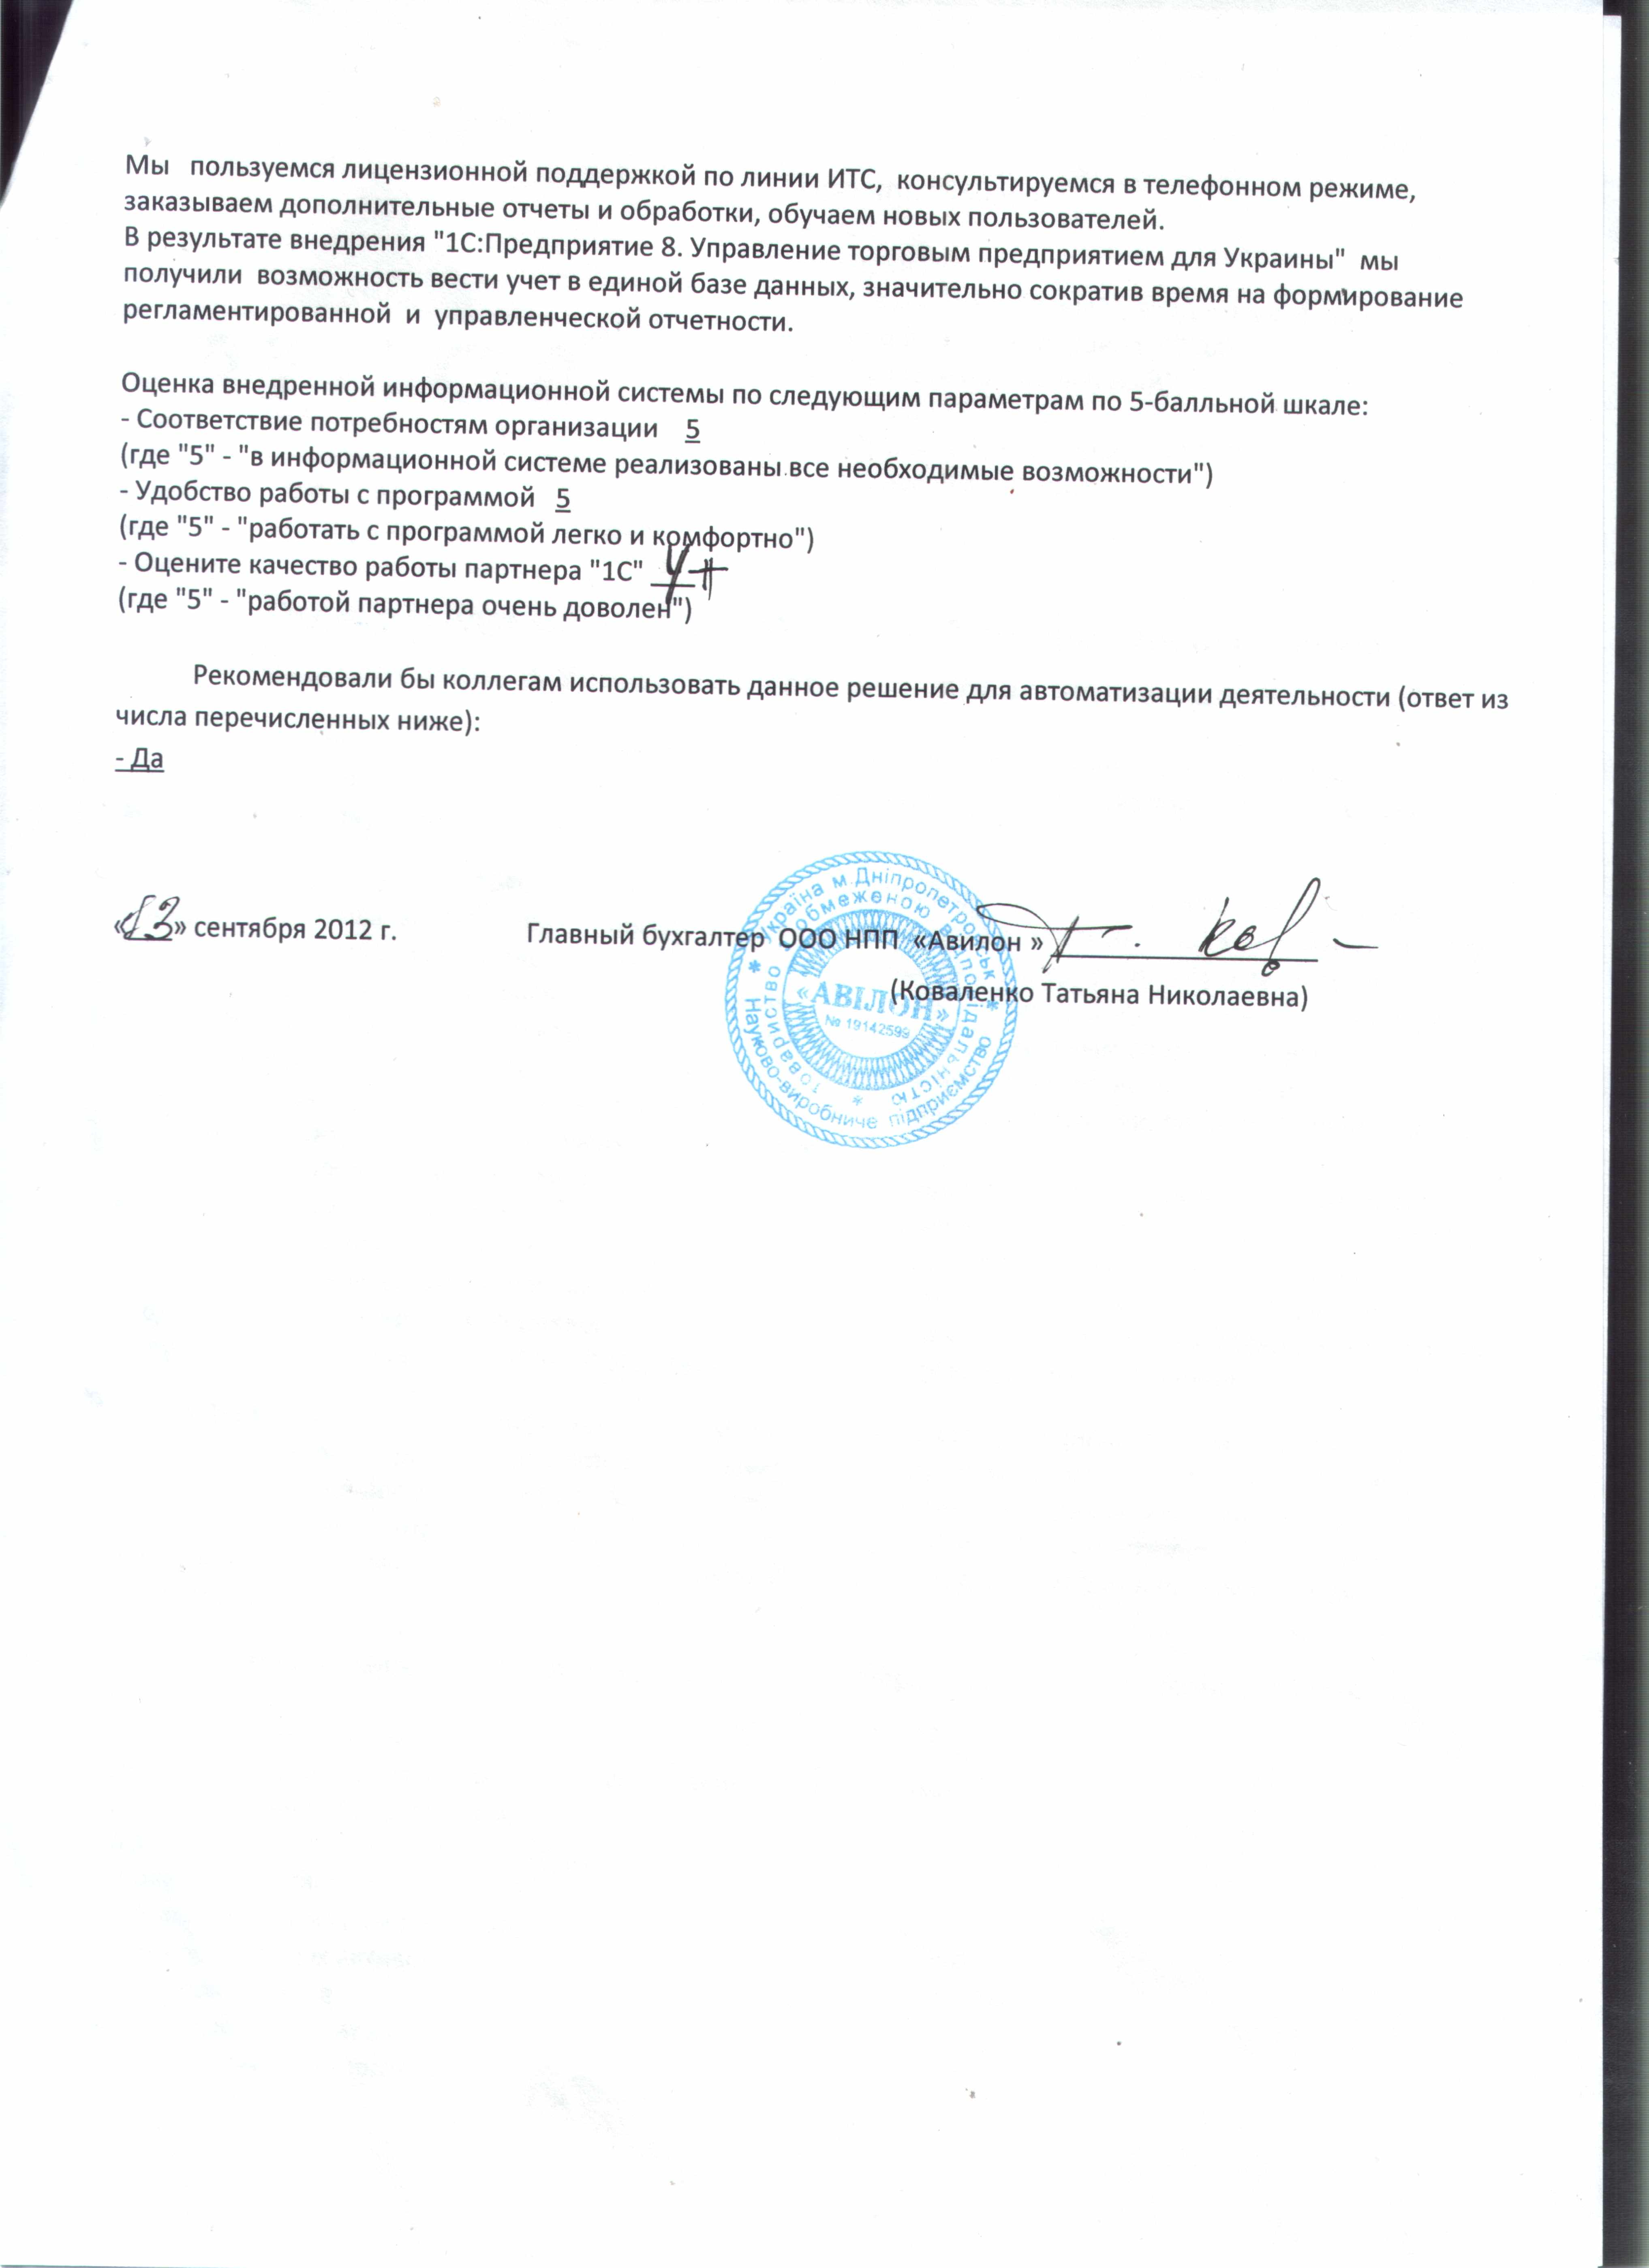 Мы пользуемся лицензионной поддержкой по линии ИТС, консультируемся в телефонном режиме,
заказываем дополнительные отчеты и обработки, обучаем новых пользователей.
В результате внедрения "1С:Предприятие 8. Управление торговым предприятием для Украины" мы
получили возможность вести учет в единой базе данных, значительно сократив время на формирование
регламентированной и управленческой отчетности.
Оценка внедренной информационной системы по следующим параметрам по 5-балльной шкале:
- Соответствие потребностям организации 5
(где "5" - "в информационной системе реализованы все необходимые возможности")
- Удобство работы с программой 5
(где "5" - "работать с программой легко и комфортно")
- Оцените качество работы партнера "1С" 4+
(где "5" - "работой партнера очень доволен")
Рекомендовали бы коллегам использовать данное решение для автоматизации деятельности (ответ из
числа перечисленных ниже):
- Да
«13» сентября 2012 г. Главный бухгалтер ООО НПП «Авилон »
(Коваленко Татьяна Николаевна)
Україна м.Дніпропетровськ
Науково-виробниче підприємство
Товариство з обмеженою відповідальністю
«АВІЛОН»
№ 19142599